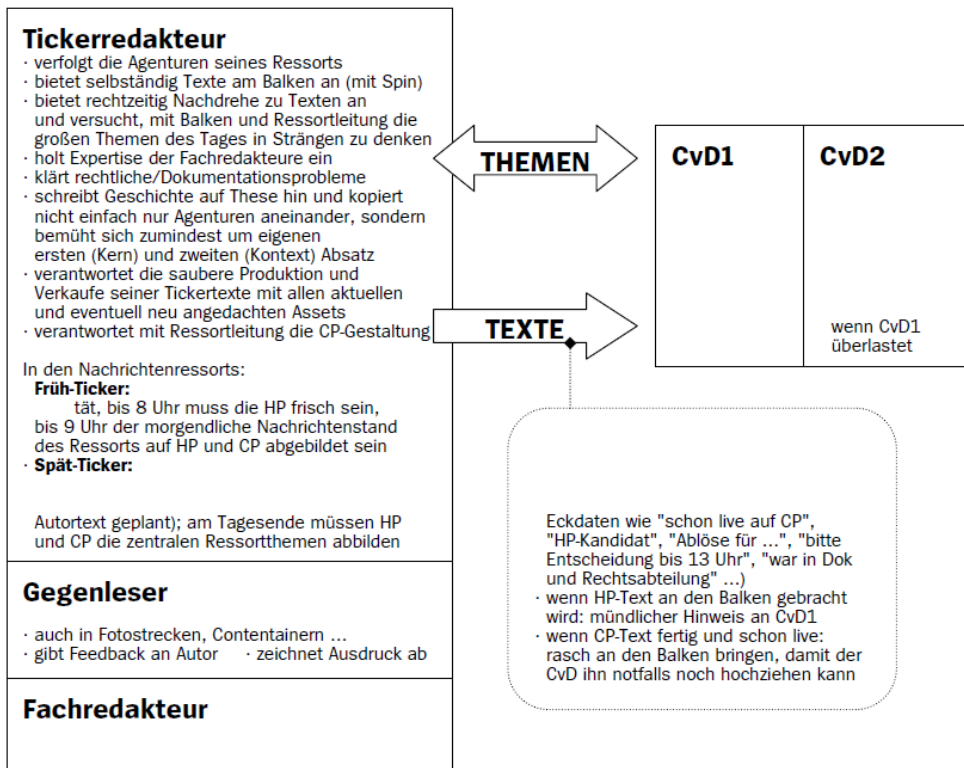 Tickerredakteur
· verfolgt die Agenturen seines Ressorts
· bietet selbständig Texte am Balken an (mit Spin)
· bietet rechtzeitig Nachdrehe zu Texten an
und versucht, mit Balken und Ressortleitung die
großen Themen des Tages in Strängen zu denken
· holt Expertise der Fachredakteure ein
· klärt rechtliche/Dokumentationsprobleme
· schreibt Geschichte auf These hin und kopiert
nicht einfach nur Agenturen aneinander, sondern
bemüht sich zumindest um eigenen
ersten (Kern) und zweiten (Kontext) Absatz
· verantwortet die saubere Produktion und
Verkaufe seiner Tickertexte mit allen aktuellen
und eventuell neu angedachten Assets
· verantwortet mit Ressortleitung die CP-Gestaltung
In den Nachrichtenressorts:
Früh-Ticker:
tät, bis 8 Uhr muss die HP frisch sein,
bis 9 Uhr der morgendliche Nachrichtenstand
des Ressorts auf HP und CP abgebildet sein
· Spät-Ticker:
Autortext geplant); am Tagesende müssen HP
und CP die zentralen Ressortthemen abbilden
Gegenleser
· auch in Fotostrecken, Contentainern ...
· gibt Feedback an Autor · zeichnet Ausdruck ab
Fachredakteur
THEMEN
TEXTE
CvD1
CvD2
wenn CvD1
überlastet
Eckdaten wie "schon live auf CP",
"HP-Kandidat", "Ablöse für ...", "bitte
Entscheidung bis 13 Uhr", "war in Dok
und Rechtsabteilung" ...)
· wenn HP-Text an den Balken gebracht
wird: mündlicher Hinweis an CvD1
· wenn CP-Text fertig und schon live:
rasch an den Balken bringen, damit der
CvD ihn notfalls noch hochziehen kann